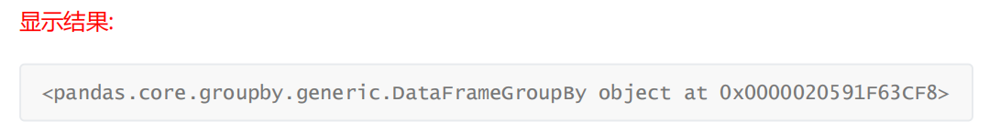 显示结果:
<pandas.core.groupby.generic.DataFrameGroupBy object at 0x0000020591F63CF8>